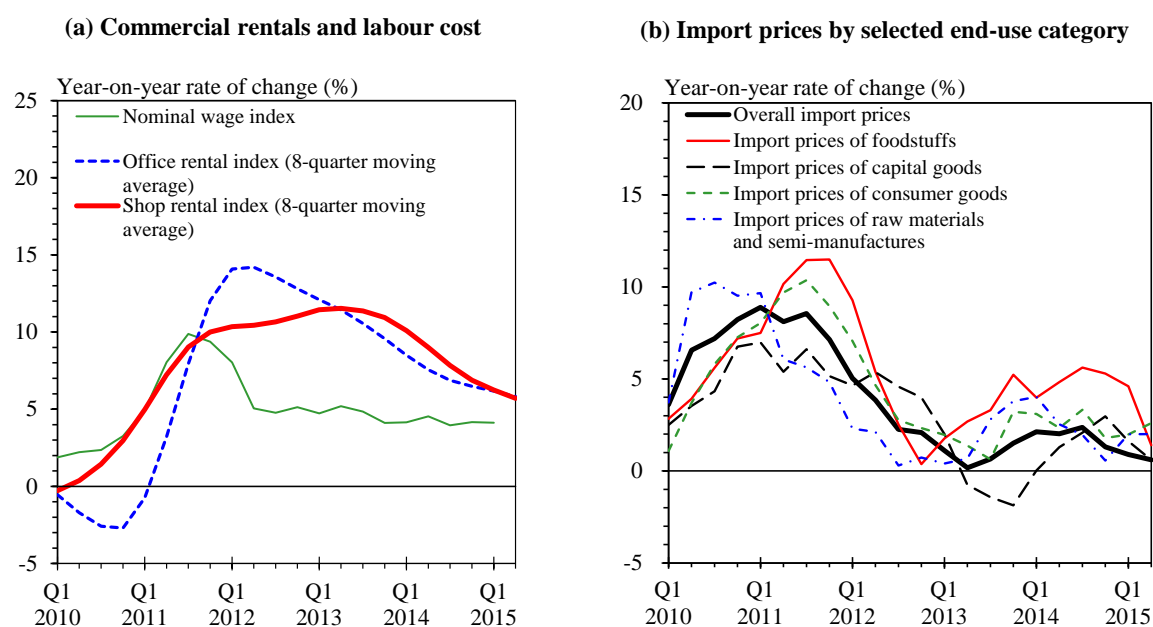 (a) Commercial rentals and labour cost
Year-on-year rate of change (%)
25
20
15
10
5
0
-5
Nominal wage index
Office rental index (8-quarter moving
average)
Shop rental index (8-quarter moving
average)
Q1 Q1 Q1 Q1 Q1 Q1
2010 2011 2012 2013 2014 2015
(b) Import prices by selected end-use category
Year-on-year rate of change (%)
20
15
10
5
0
-5
Overall import prices
Import prices of foodstuffs
Import prices of capital goods
Import prices of consumer goods
Import prices of raw materials
and semi-manufactures
Q1 Q1 Q1 Q1 Q1 Q1
2010 2011 2012 2013 2014 2015